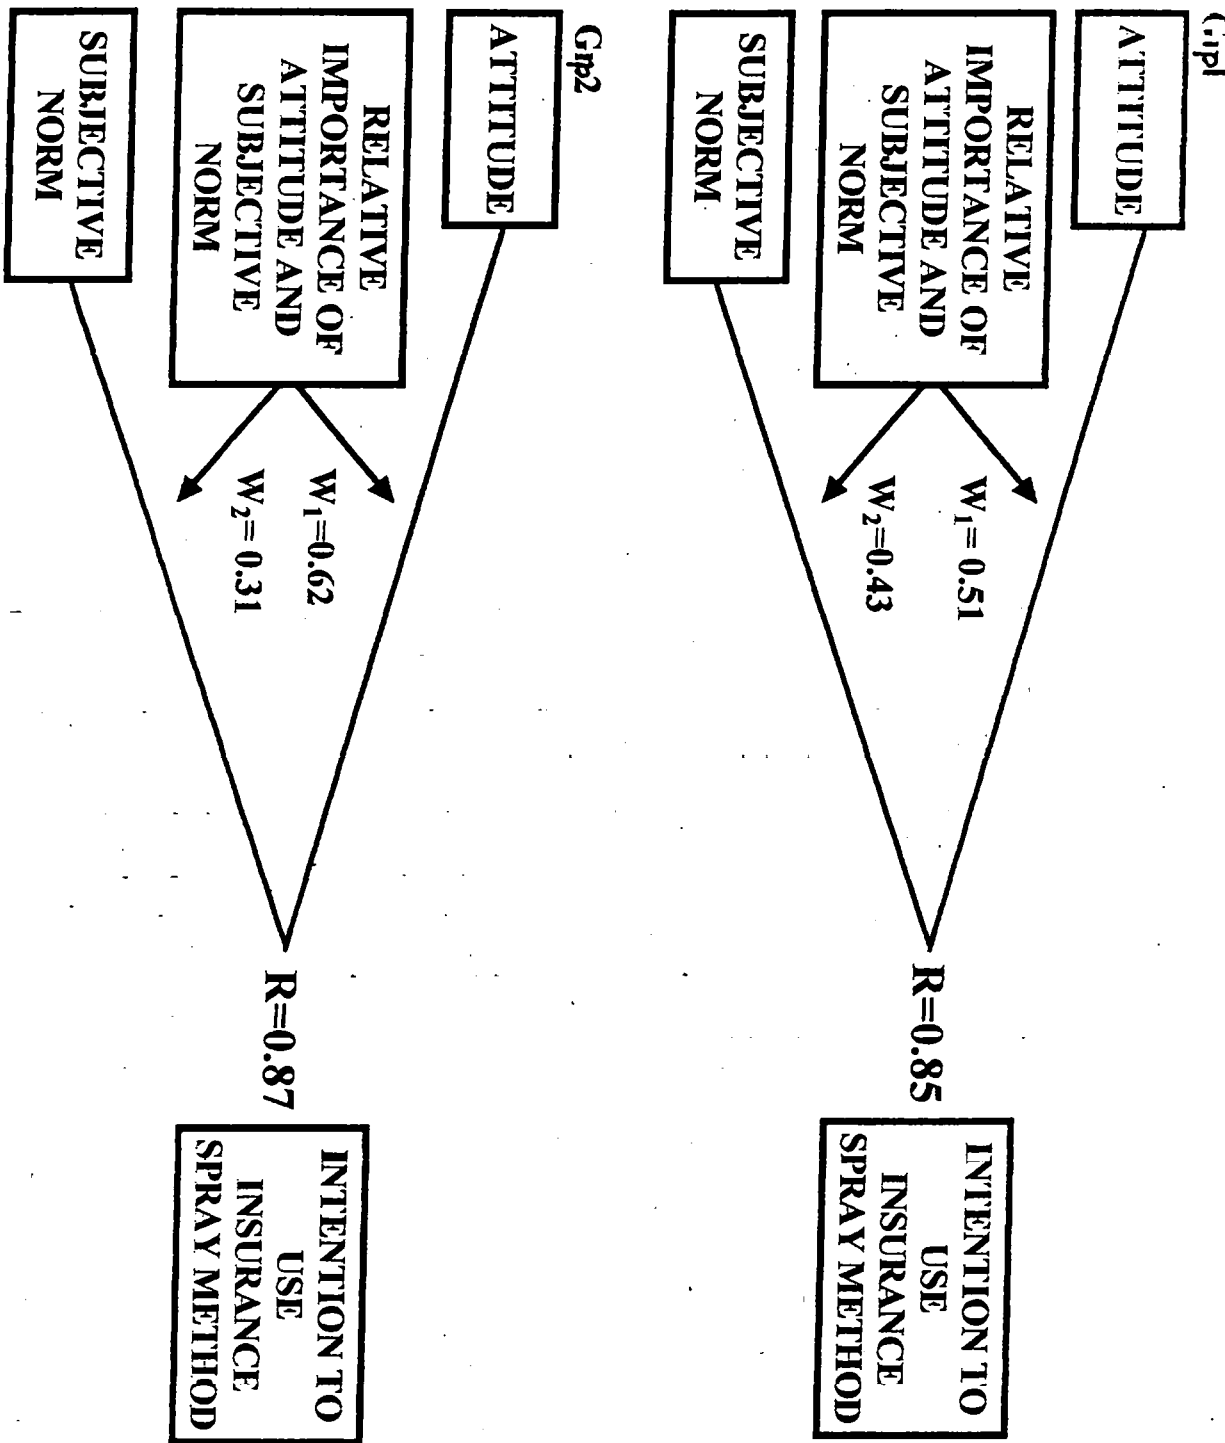 Grp1
ATTITUDE
RELATIVE
IMPORTANCE OF
ATTITUDE AND
SUBJECTIVE
NORM
SUBJECTIVE
NORM
W1= 0.51
W2=0.43
R=0.85
INTENTION TO
USE
INSURANCE
SPRAY METHOD
Grp2
ATTITUDE
RELATIVE
IMPORTANCE OF
ATTITUDE AND
SUBJECTIVE
NORM
SUBJECTIVE
NORM
W1=0.62
W2= 0.31
R=0.87
INTENTION TO
USE
INSURANCE
SPRAY METHOD